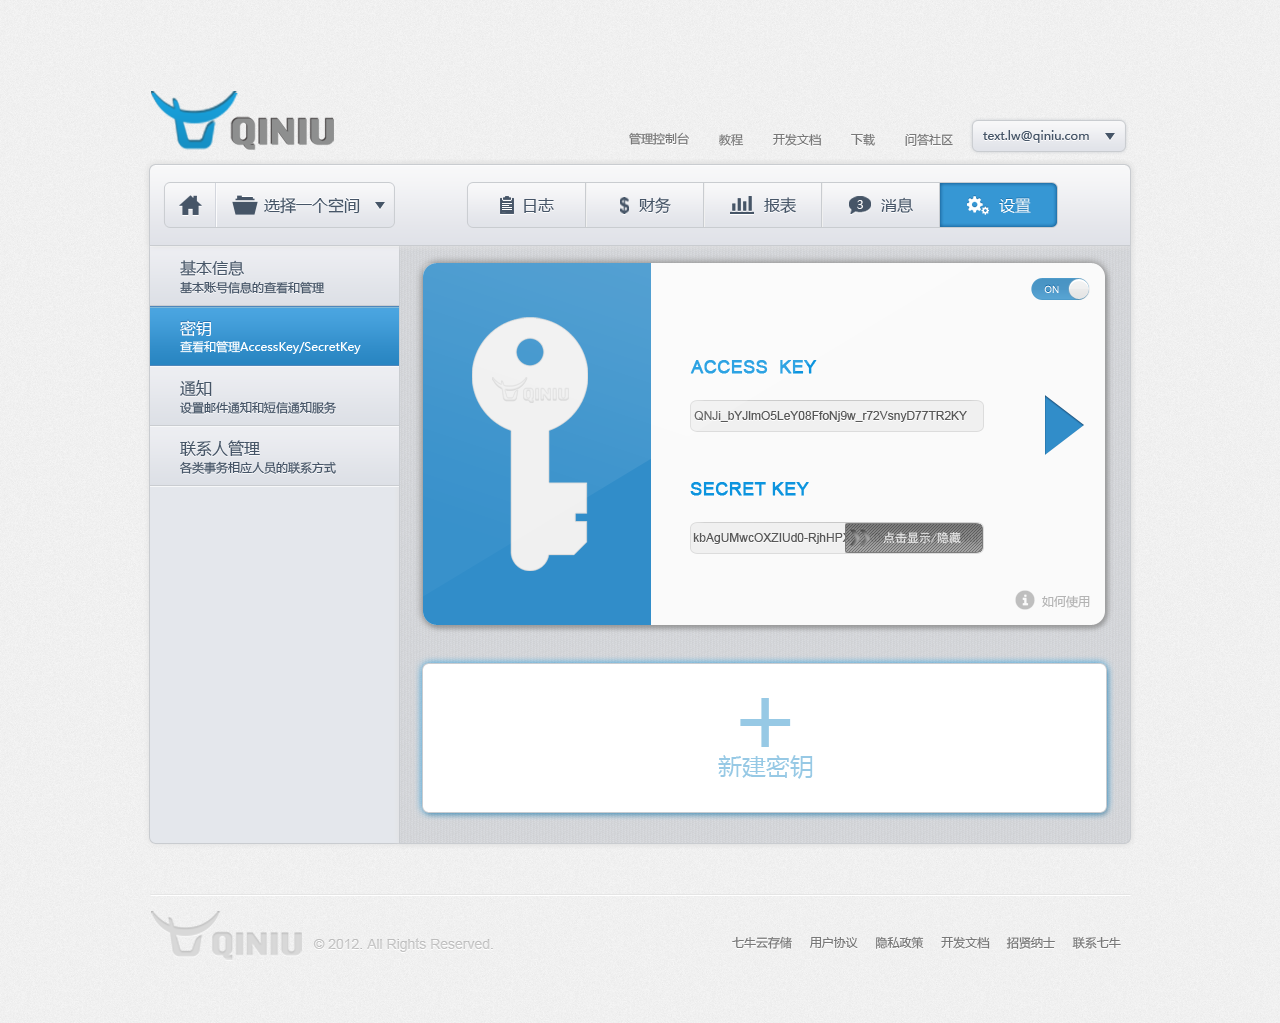 QINIU
管理控制台 教程 开发文档 下载 问答社区 text.lw@qiniu.com
选择一个空间 日志 $ 财务 报表 3 消息 设置
基本信息
基本账号信息的查看和管理
密钥
查看和管理AccessKey/SecretKey
通知
设置邮件通知和短信通知服务
联系人管理
各类事务相应人员的联系方式
ON
QINIU
ACCESS KEY
QNJi_bYJImO5LeY08FfoNj9w_r72VsnyD77TR2KY
SECRET KEY
kbAgUMwcOXZIUd0-RjhHP 点击显示/隐藏
如何使用
新建密钥
QINIU © 2012. All Rights Reserved.
七牛云存储 用户协议 隐私政策 开发文档 招贤纳士 联系七牛